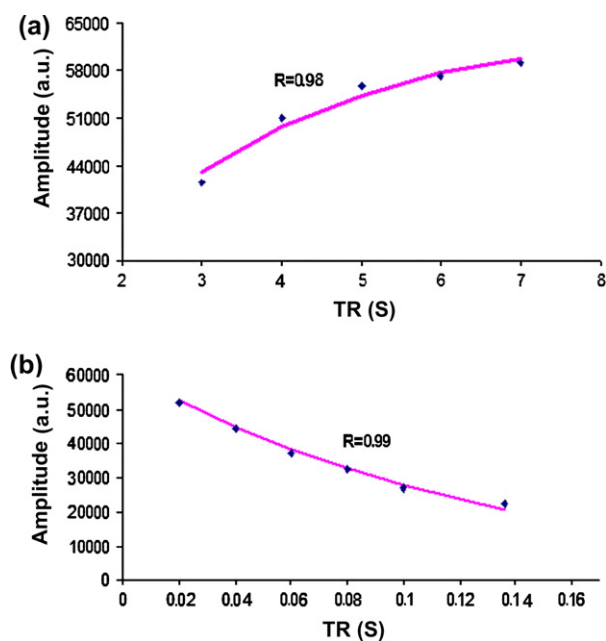 (a)
65000
58000
51000
44000
37000
30000
Amplitude (a.u.)
R=0.98
2 3 4 5 6 7 8
TR (S)
(b)
60000
50000
40000
30000
20000
10000
0
Amplitude (a.u.)
R=0.99
0 0.02 0.04 0.06 0.08 0.1 0.12 0.14 0.16
TR (S)